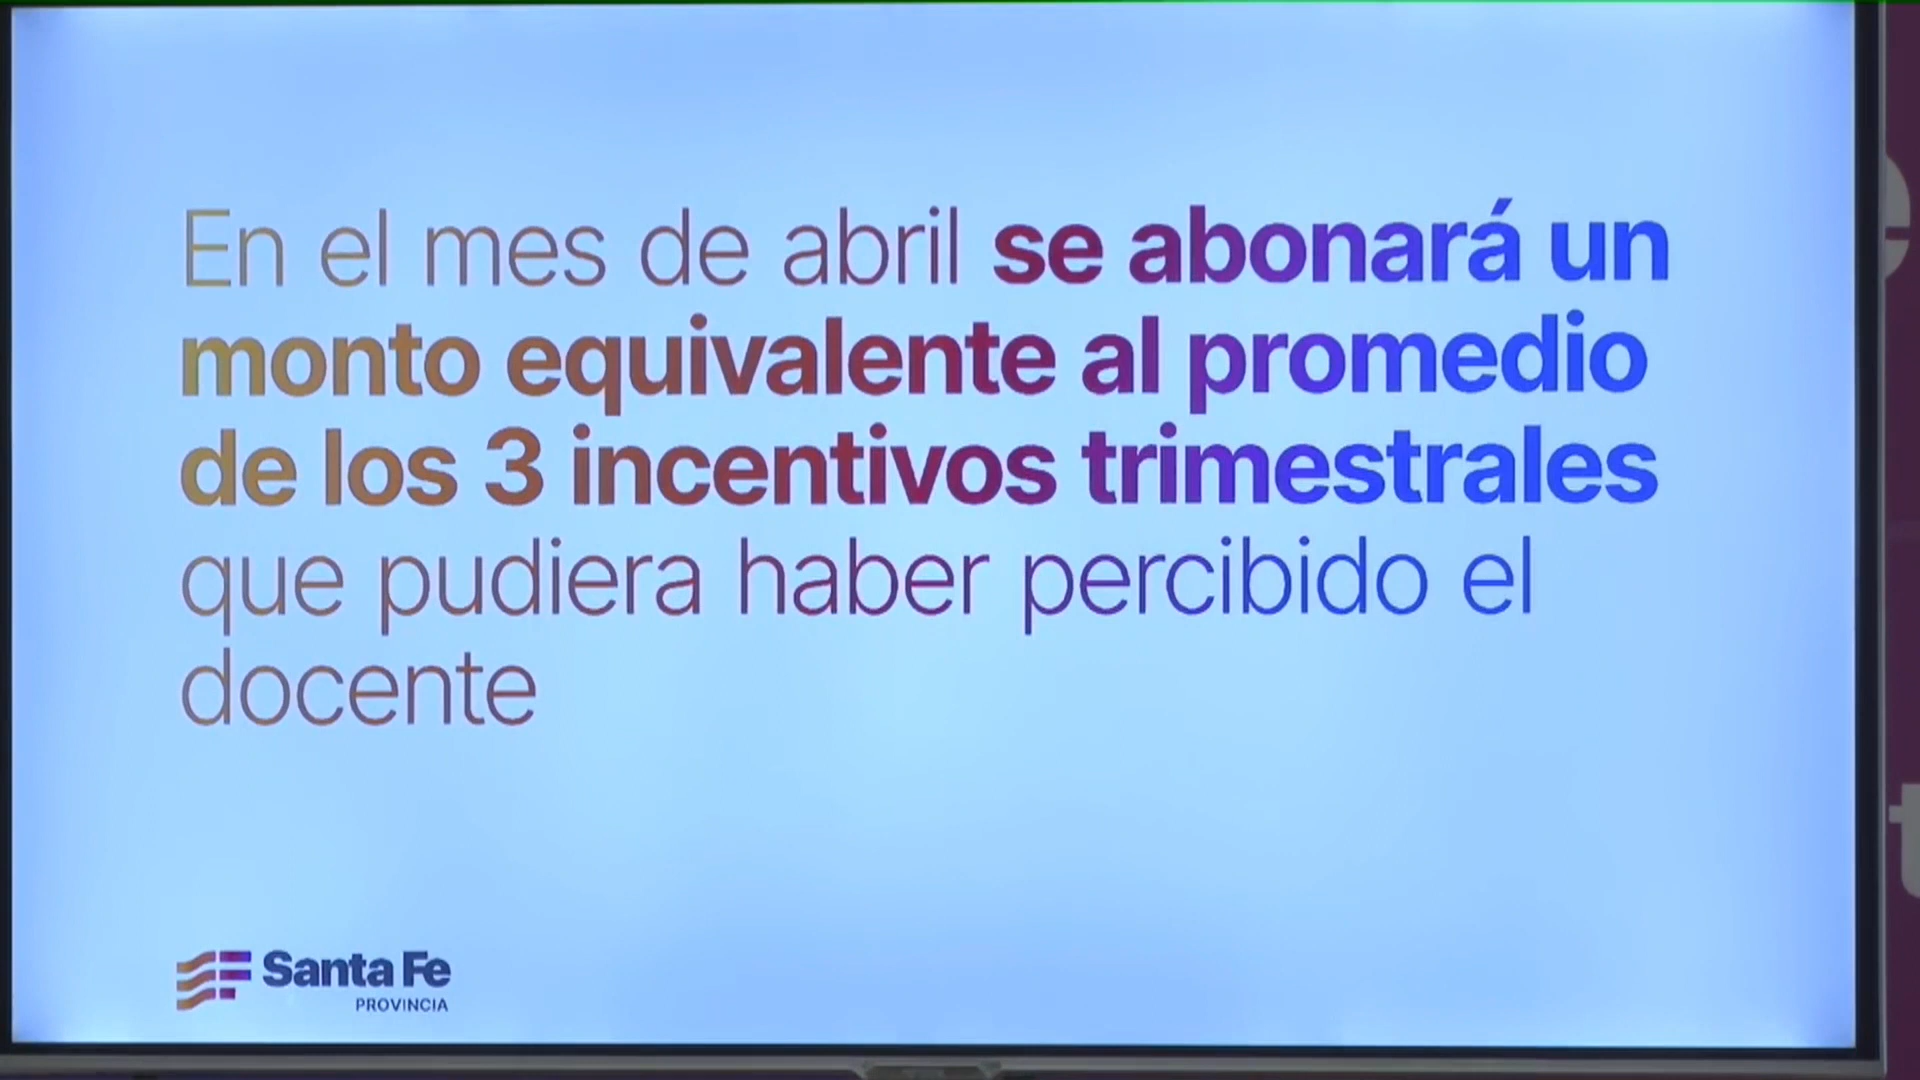 En el mes de abril se abonará un
monto equivalente al promedio
de los 3 incentivos trimestrales
que pudiera haber percibido el
docente
Santa Fe
PROVINCIA
e
t